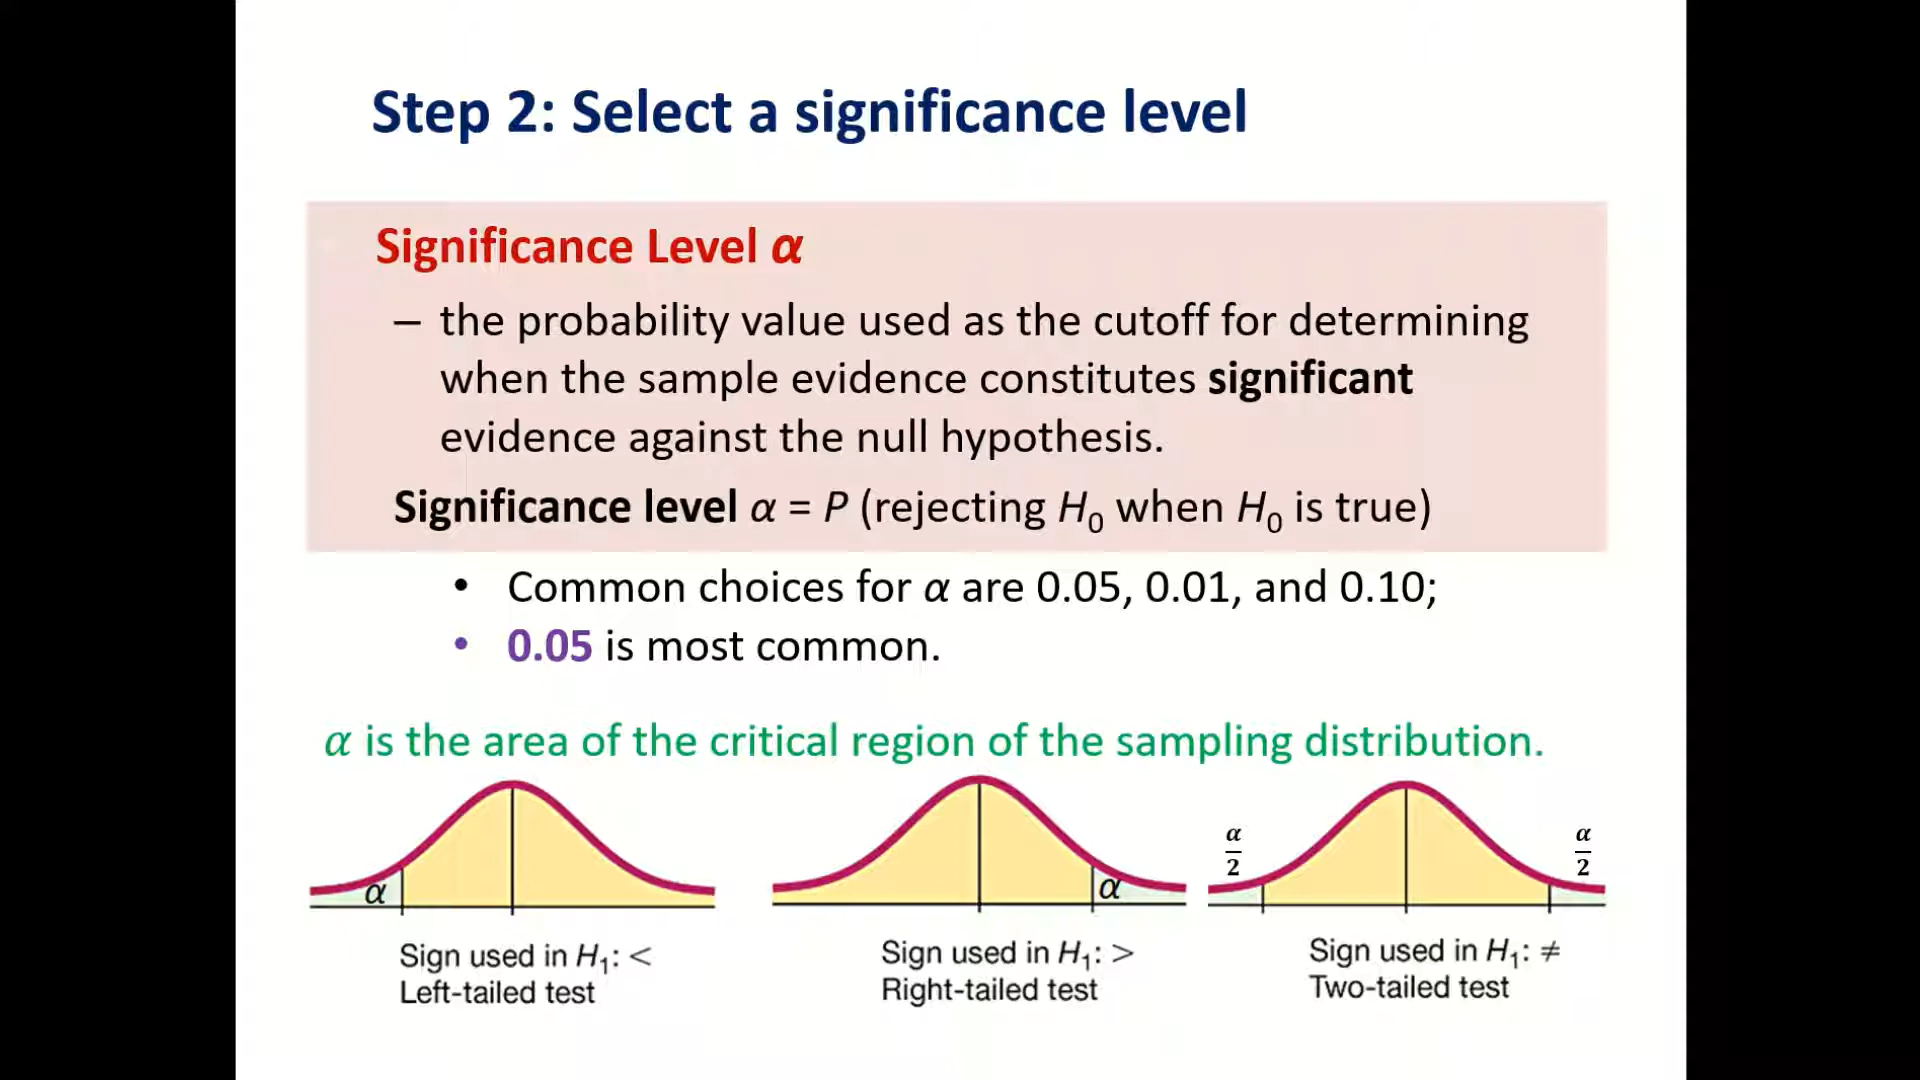 Step 2: Select a significance level
Significance Level α
– the probability value used as the cutoff for determining
when the sample evidence constitutes significant
evidence against the null hypothesis.
Significance level α = P (rejecting H₀ when H₀ is true)
• Common choices for α are 0.05, 0.01, and 0.10;
• 0.05 is most common.
α is the area of the critical region of the sampling distribution.
α
α
α/2
α/2
Sign used in H₁: <
Left-tailed test
Sign used in H₁: >
Right-tailed test
Sign used in H₁: ≠
Two-tailed test